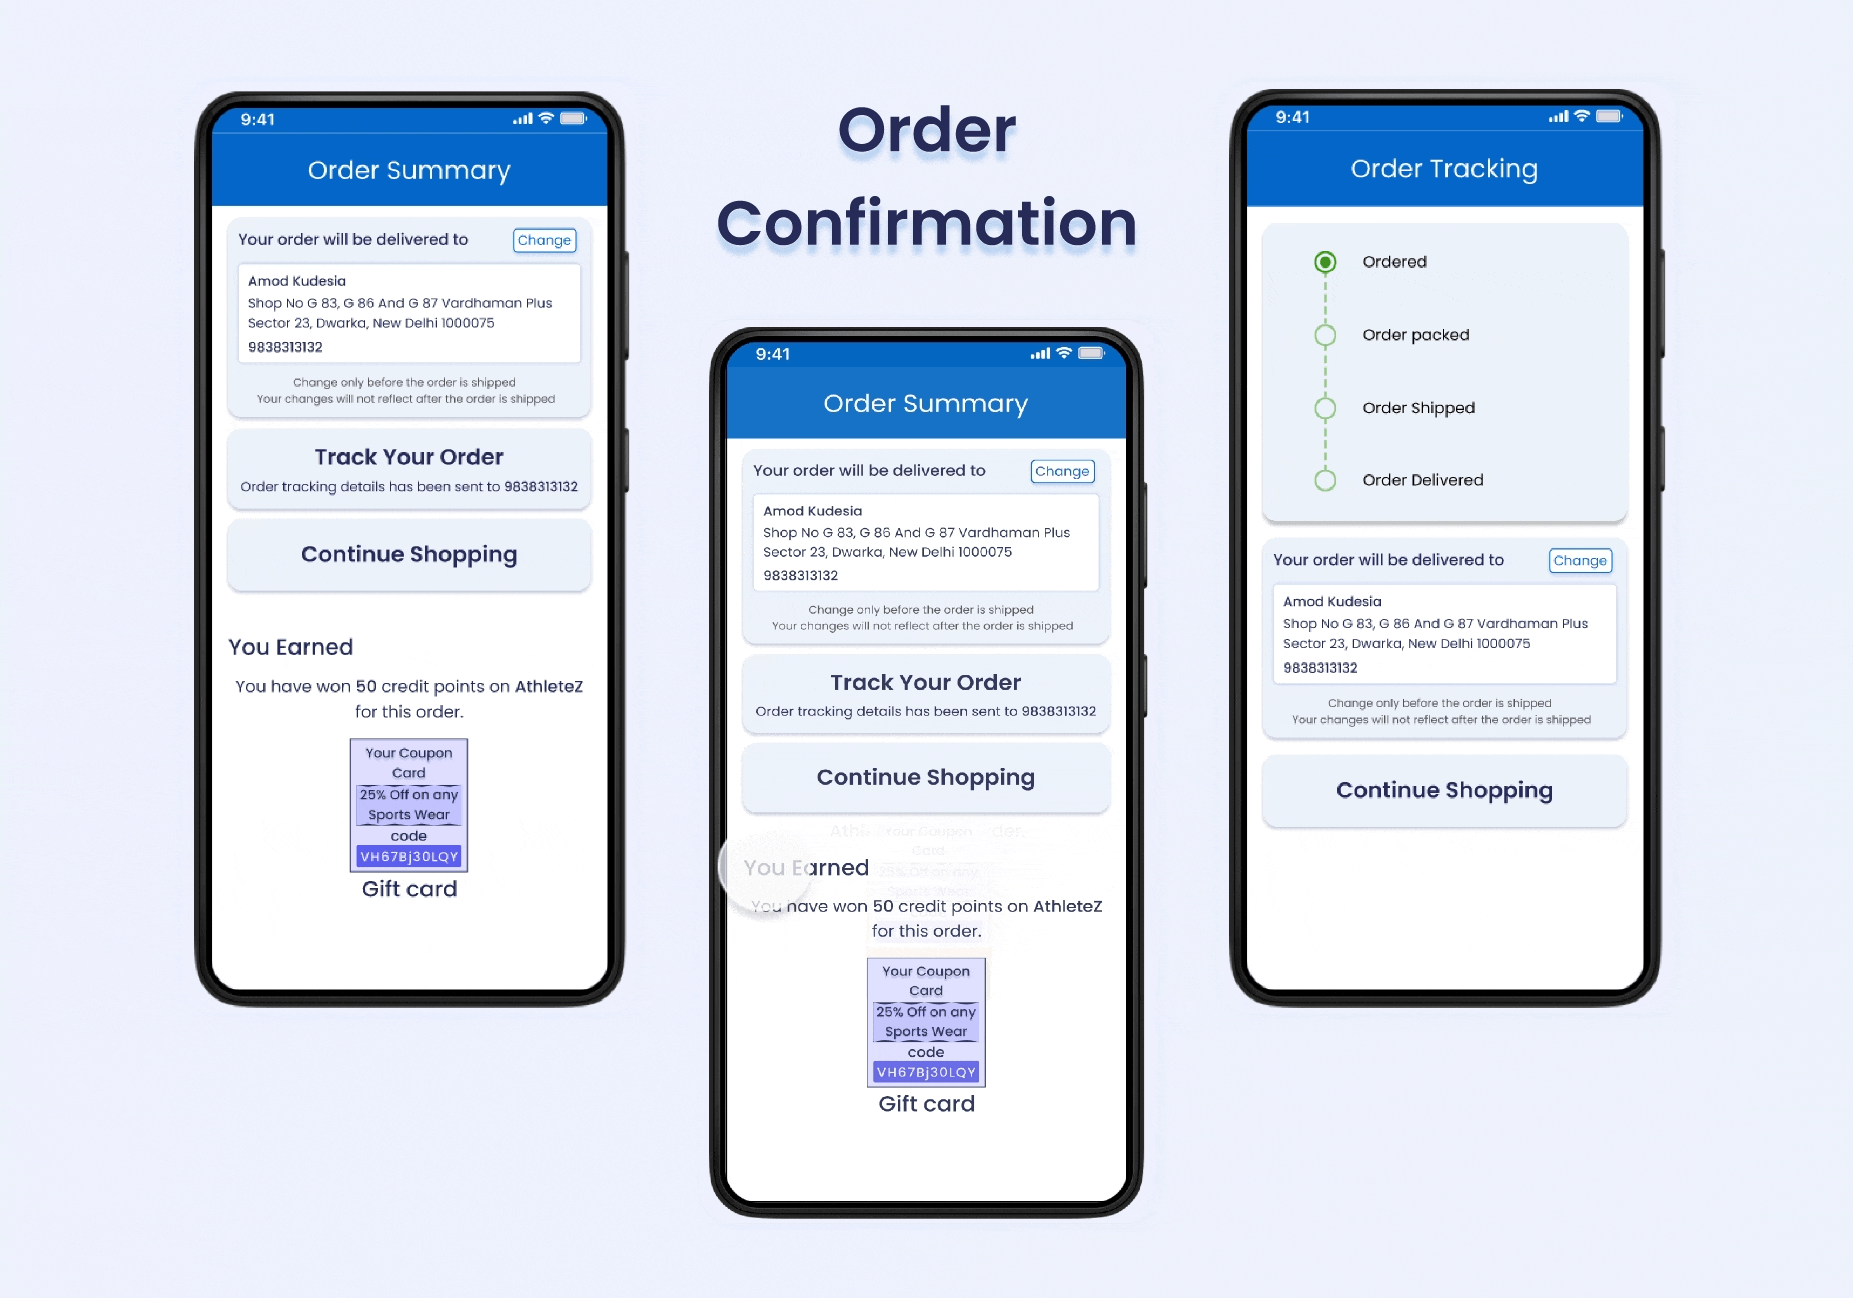 9:41
Order Summary
Your order will be delivered to
Change
Amod Kudesia
Shop No G 83, G 86 And G 87 Vardhaman Plus
Sector 23, Dwarka, New Delhi 1000075
9838313132
Change only before the order is shipped
Your changes will not reflect after the order is shipped
Track Your Order
Order tracking details has been sent to 9838313132
Continue Shopping
You Earned
You have won 50 credit points on AthleteZ
for this order.
Your Coupon
Card
25% Off on any
Sports Wear
code
VH67Bj30LQY
Gift card
Order
Confirmation
9:41
Order Summary
Your order will be delivered to
Change
Amod Kudesia
Shop No G 83, G 86 And G 87 Vardhaman Plus
Sector 23, Dwarka, New Delhi 1000075
9838313132
Change only before the order is shipped
Your changes will not reflect after the order is shipped
Track Your Order
Order tracking details has been sent to 9838313132
Continue Shopping
Your Coupon
You Earned
You have won 50 credit points on AthleteZ
for this order.
Your Coupon
Card
25% Off on any
Sports Wear
code
VH67Bj30LQY
Gift card
9:41
Order Tracking
Ordered
Order packed
Order Shipped
Order Delivered
Your order will be delivered to
Change
Amod Kudesia
Shop No G 83, G 86 And G 87 Vardhaman Plus
Sector 23, Dwarka, New Delhi 1000075
9838313132
Change only before the order is shipped
Your changes will not reflect after the order is shipped
Continue Shopping